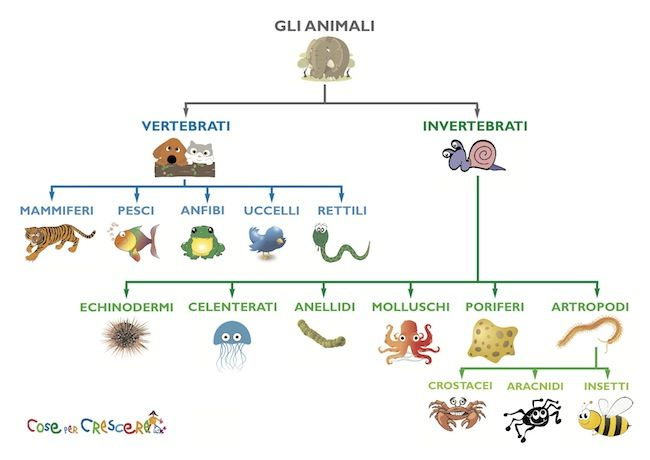 GLI ANIMALI
VERTEBRATI
INVERTEBRATI
MAMMIFERI
PESCI
ANFIBI
UCCELLI
RETTILI
ECHINODERMI
CELENTERATI
ANELLIDI
MOLLUSCHI
PORIFERI
ARTROPODI
CROSTACEI
ARACNIDI
INSETTI
Cose per Crescere